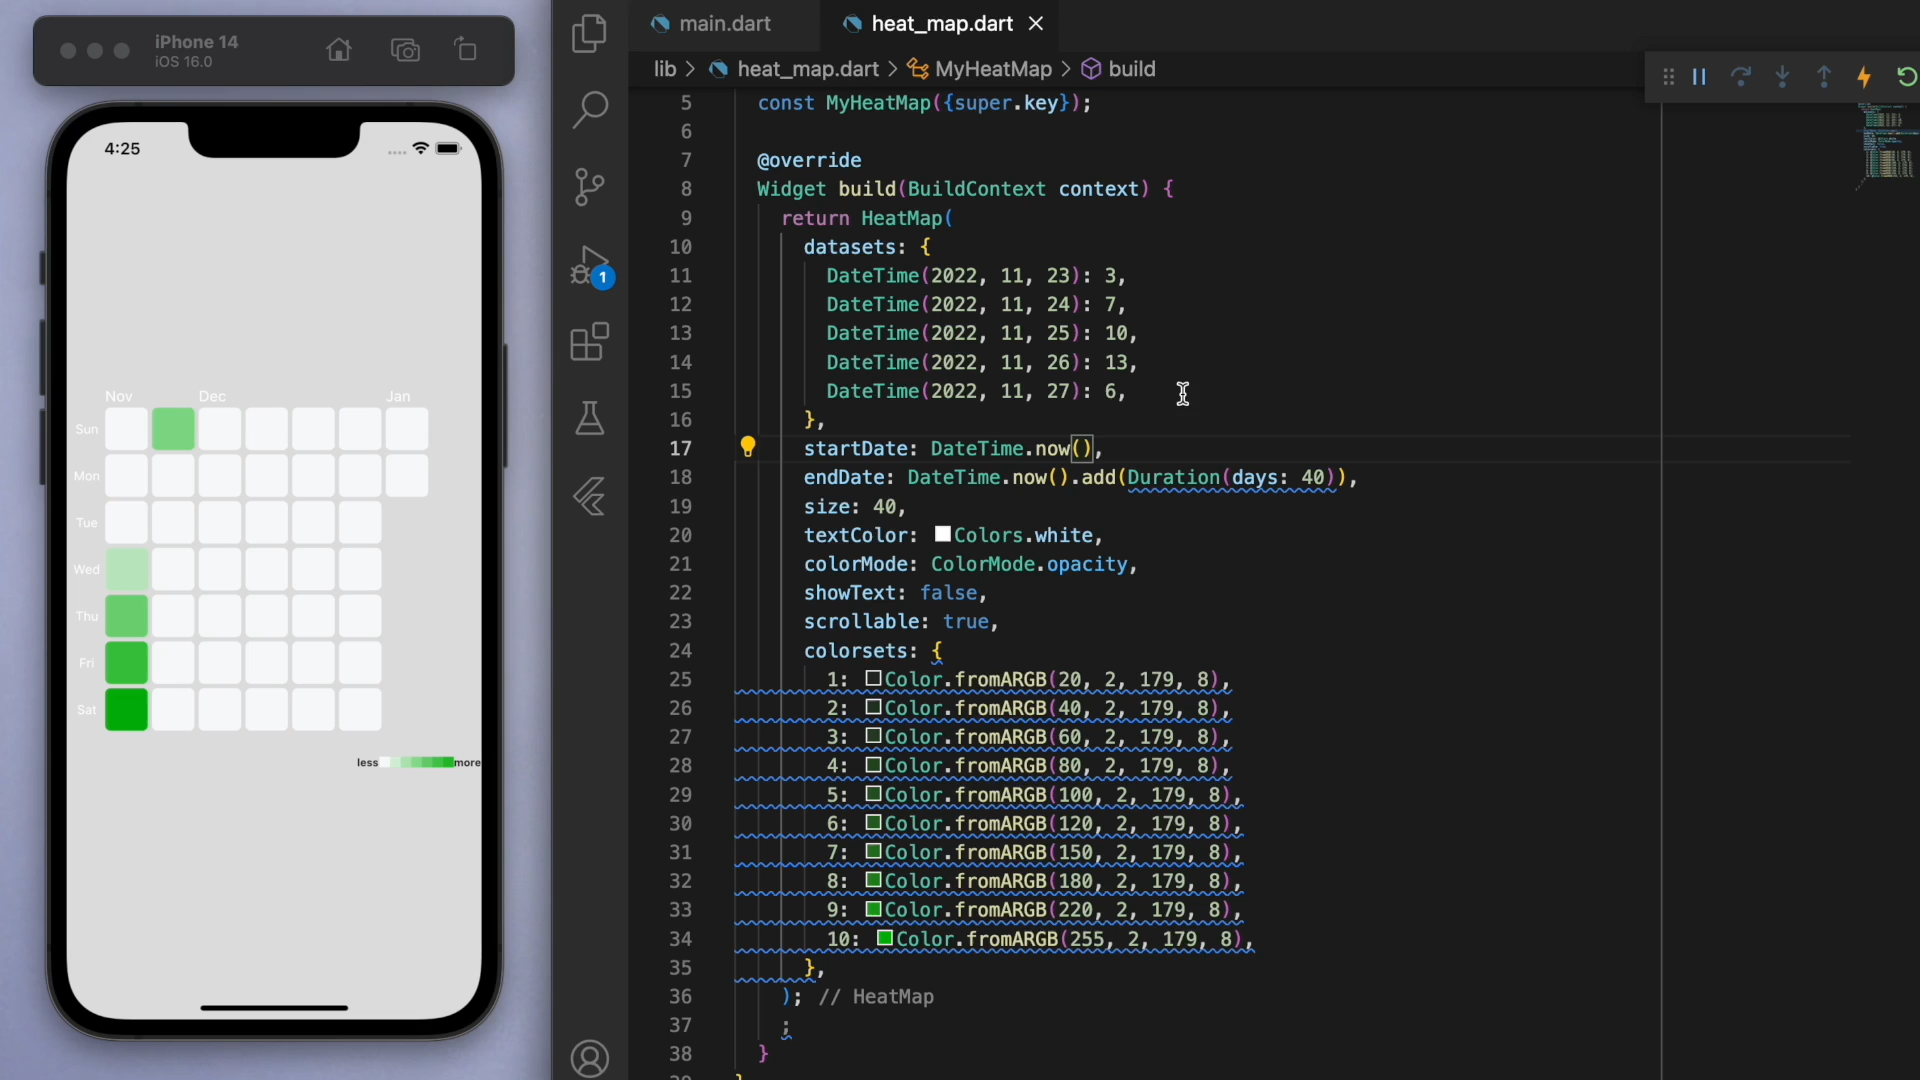 iPhone 14
iOS 16.0
4:25
Nov Dec Jan
Sun
Mon
Tue
Wed
Thu
Fri
Sat
less more
1
main.dart
heat_map.dart
lib > heat_map.dart > MyHeatMap > build
5 const MyHeatMap({super.key});
6
7 @override
8 Widget build(BuildContext context) {
9 return HeatMap(
10 datasets: {
11 DateTime(2022, 11, 23): 3,
12 DateTime(2022, 11, 24): 7,
13 DateTime(2022, 11, 25): 10,
14 DateTime(2022, 11, 26): 13,
15 DateTime(2022, 11, 27): 6,
16 },
17 startDate: DateTime.now(),
18 endDate: DateTime.now().add(Duration(days: 40)),
19 size: 40,
20 textColor: Colors.white,
21 colorMode: ColorMode.opacity,
22 showText: false,
23 scrollable: true,
24 colorsets: {
25 1: Color.fromARGB(20, 2, 179, 8),
26 2: Color.fromARGB(40, 2, 179, 8),
27 3: Color.fromARGB(60, 2, 179, 8),
28 4: Color.fromARGB(80, 2, 179, 8),
29 5: Color.fromARGB(100, 2, 179, 8),
30 6: Color.fromARGB(120, 2, 179, 8),
31 7: Color.fromARGB(150, 2, 179, 8),
32 8: Color.fromARGB(180, 2, 179, 8),
33 9: Color.fromARGB(220, 2, 179, 8),
34 10: Color.fromARGB(255, 2, 179, 8),
35 },
36 ); // HeatMap
37 ;
38 }